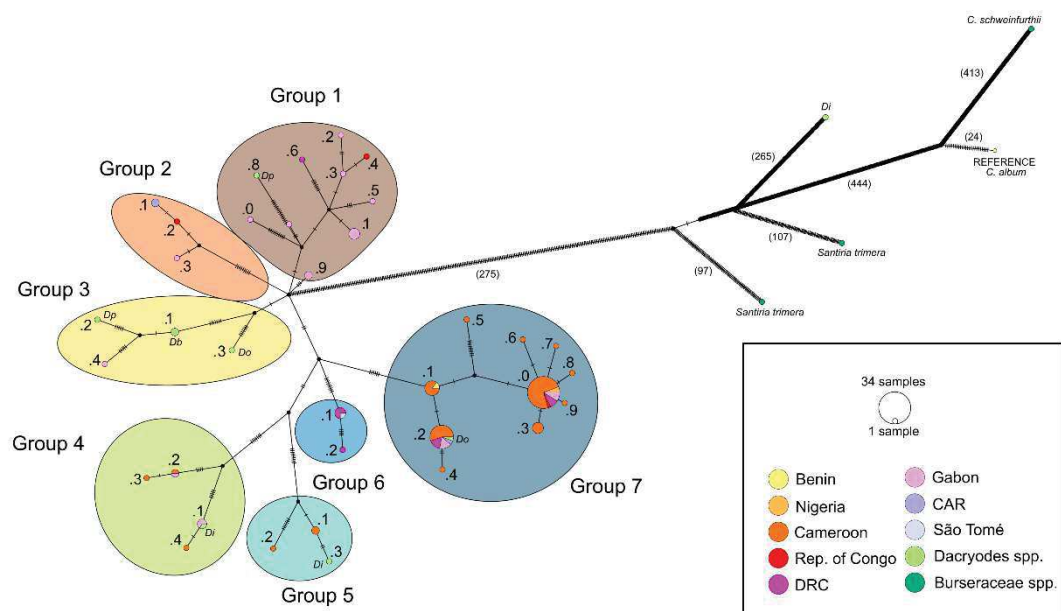 C. schweinfurthii
(413)
Group 1
Di
(24)
REFERENCE
C. album
(265)
(444)
.2
.6
.4
.8
Dp
.3
.5
.0
.1
.9
Group 2
.1
.2
.3
(107)
Santiria trimera
(275)
(97)
Santiria trimera
Group 3
Dp
.2
.1
Db
.3
Do
.4
.5
.6
.7
.8
.1
.0
.9
.3
.2
Do
.4
Group 7
.1
.2
Group 6
Group 4
.2
.3
.1
Di
.4
.1
.2
.3
Di
Group 5
34 samples
1 sample
Benin
Nigeria
Cameroon
Rep. of Congo
DRC
Gabon
CAR
São Tomé
Dacryodes spp.
Burseraceae spp.